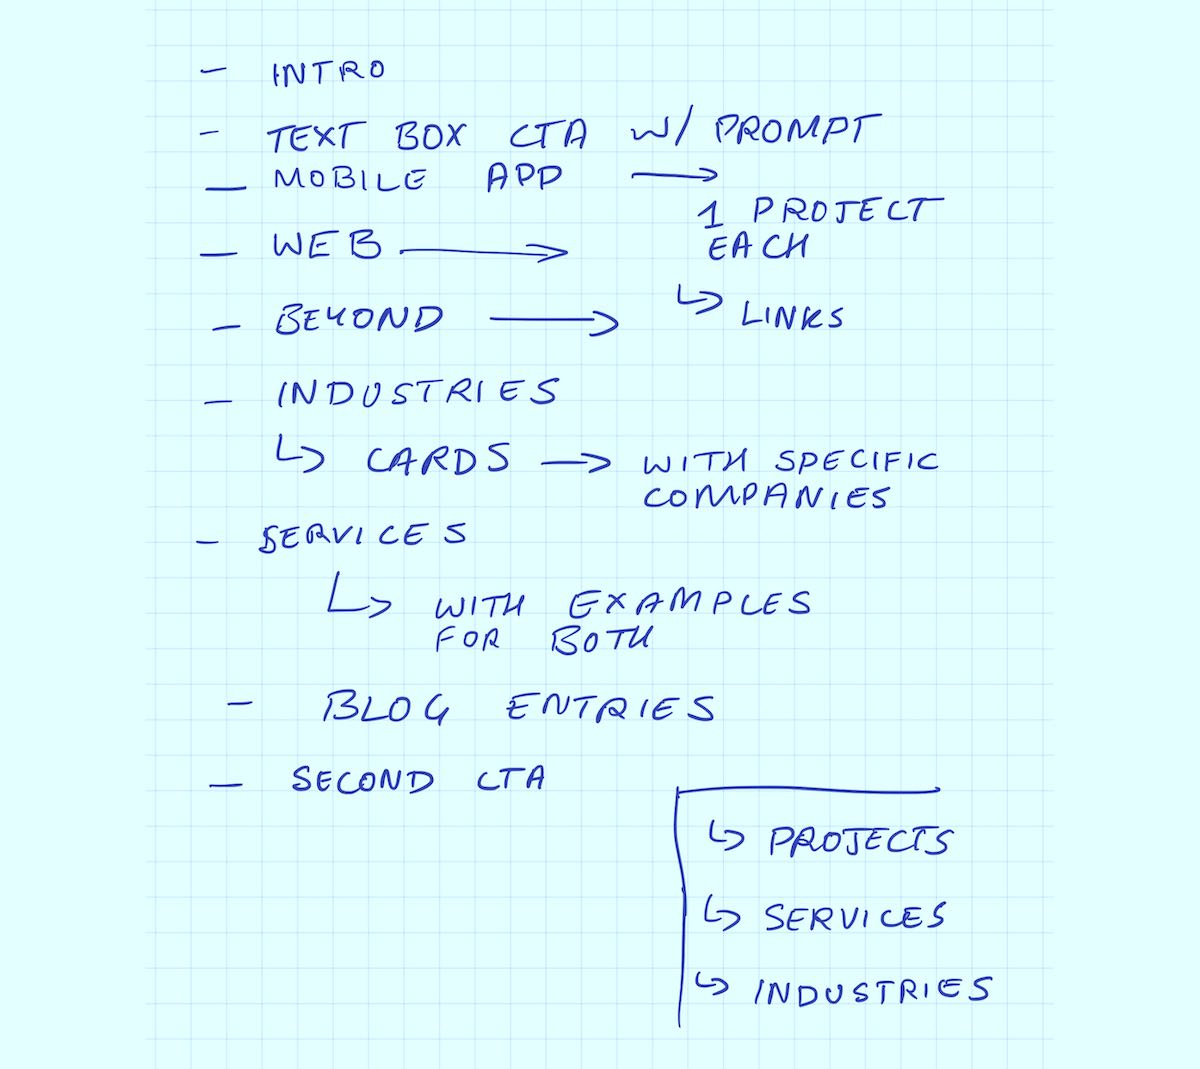 - INTRO
- TEXT BOX CTA W/ PROMPT
- MOBILE APP →
1 PROJECT
EACH
- WEB →
↳ LINKS
- BEYOND →
- INDUSTRIES
↳ CARDS → WITH SPECIFIC
COMPANIES
- SERVICES
↳ WITH EXAMPLES
FOR BOTH
- BLOG ENTRIES
- SECOND CTA
↳ PROJECTS
↳ SERVICES
↳ INDUSTRIES